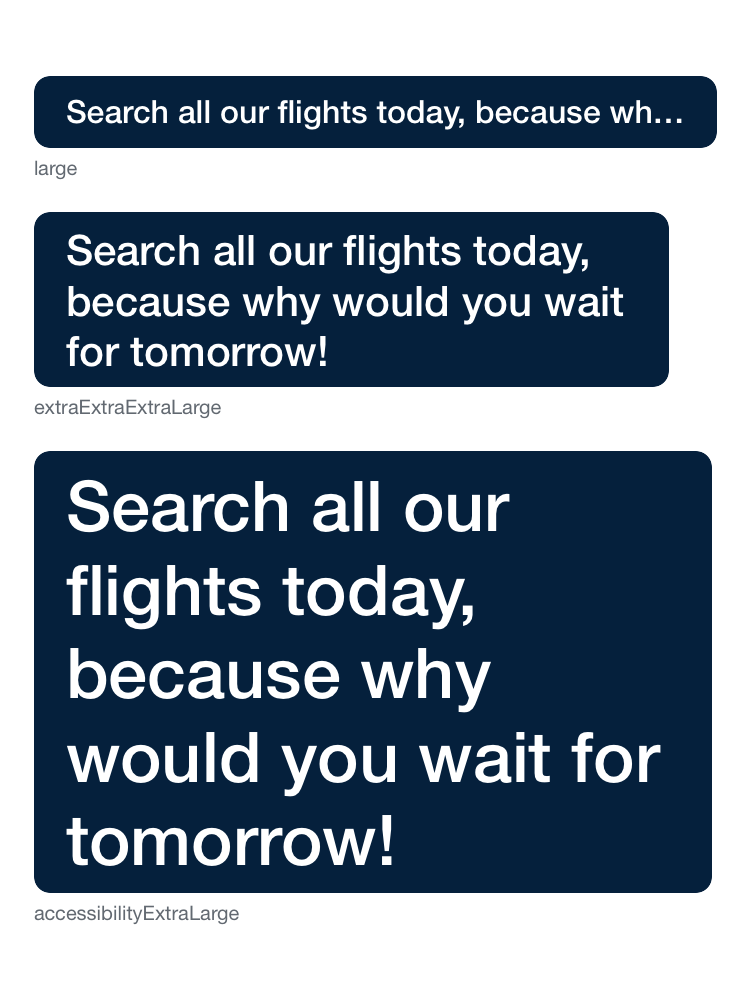 Search all our flights today, because wh...
large
Search all our flights today,
because why would you wait
for tomorrow!
extraExtraExtraLarge
Search all our
flights today,
because why
would you wait for
tomorrow!
accessibilityExtraLarge